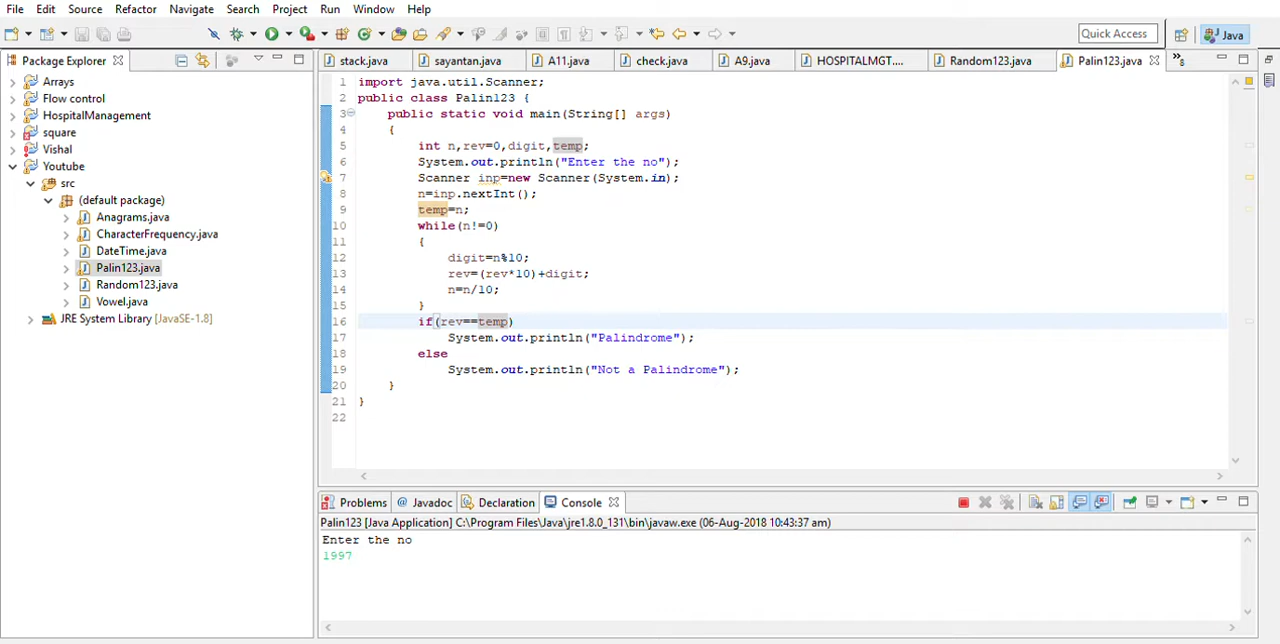 File Edit Source Refactor Navigate Search Project Run Window Help
Quick Access
Java
Package Explorer
Arrays
Flow control
HospitalManagement
square
Vishal
Youtube
src
(default package)
Anagrams.java
CharacterFrequency.java
DateTime.java
Palin123.java
Random123.java
Vowel.java
JRE System Library [JavaSE-1.8]
stack.java sayantan.java A11.java check.java A9.java HOSPITALMGT.... Random123.java Palin123.java »5
1 import java.util.Scanner;
2 public class Palin123 {
3 public static void main(String[] args)
4 {
5 int n,rev=0,digit,temp;
6 System.out.println("Enter the no");
7 Scanner inp=new Scanner(System.in);
8 n=inp.nextInt();
9 temp=n;
10 while(n!=0)
11 {
12 digit=n%10;
13 rev=(rev*10)+digit;
14 n=n/10;
15 }
16 if(rev==temp)
17 System.out.println("Palindrome");
18 else
19 System.out.println("Not a Palindrome");
20 }
21 }
22
Problems @ Javadoc Declaration Console
Palin123 [Java Application] C:\Program Files\Java\jre1.8.0_131\bin\javaw.exe (06-Aug-2018 10:43:37 am)
Enter the no
1997